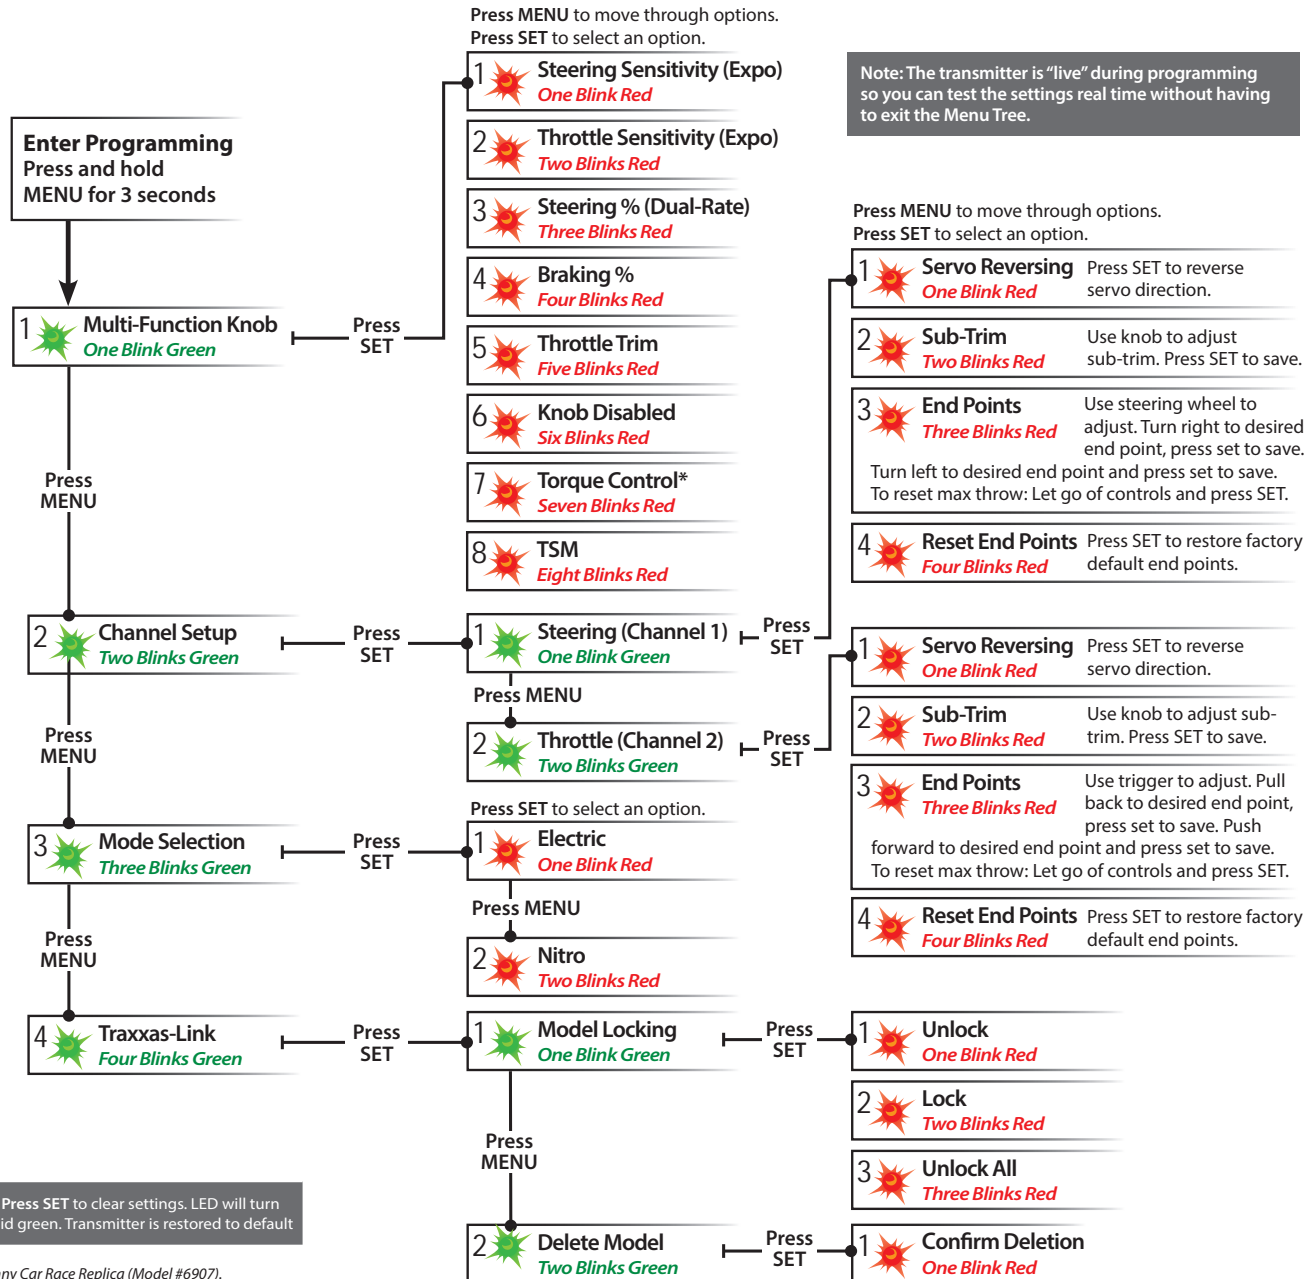 Press MENU to move through options.
Press SET to select an option.
1 Steering Sensitivity (Expo)
One Blink Red
2 Throttle Sensitivity (Expo)
Two Blinks Red
3 Steering % (Dual-Rate)
Three Blinks Red
4 Braking %
Four Blinks Red
5 Throttle Trim
Five Blinks Red
6 Knob Disabled
Six Blinks Red
7 Torque Control*
Seven Blinks Red
8 TSM
Eight Blinks Red
Note: The transmitter is “live” during programming
so you can test the settings real time without having
to exit the Menu Tree.
Enter Programming
Press and hold
MENU for 3 seconds
1 Multi-Function Knob
One Blink Green
Press
SET
Press
MENU
2 Channel Setup
Two Blinks Green
Press
SET
1 Steering (Channel 1)
One Blink Green
Press
SET
Press MENU
2 Throttle (Channel 2)
Two Blinks Green
Press
SET
Press MENU to move through options.
Press SET to select an option.
1 Servo Reversing
One Blink Red
Press SET to reverse
servo direction.
2 Sub-Trim
Two Blinks Red
Use knob to adjust
sub-trim. Press SET to save.
3 End Points
Three Blinks Red
Use steering wheel to
adjust. Turn right to desired
end point, press set to save.
Turn left to desired end point and press set to save.
To reset max throw: Let go of controls and press SET.
4 Reset End Points
Four Blinks Red
Press SET to restore factory
default end points.
1 Servo Reversing
One Blink Red
Press SET to reverse
servo direction.
2 Sub-Trim
Two Blinks Red
Use knob to adjust sub-
trim. Press SET to save.
3 End Points
Three Blinks Red
Use trigger to adjust. Pull
back to desired end point,
press set to save. Push
forward to desired end point and press set to save.
To reset max throw: Let go of controls and press SET.
4 Reset End Points
Four Blinks Red
Press SET to restore factory
default end points.
Press
MENU
3 Mode Selection
Three Blinks Green
Press
SET
Press SET to select an option.
1 Electric
One Blink Red
Press MENU
2 Nitro
Two Blinks Red
Press
MENU
4 Traxxas-Link
Four Blinks Green
Press
SET
1 Model Locking
One Blink Green
Press
SET
1 Unlock
One Blink Red
2 Lock
Two Blinks Red
3 Unlock All
Three Blinks Red
Press
MENU
2 Delete Model
Two Blinks Green
Press
SET
1 Confirm Deletion
One Blink Red
Press SET to clear settings. LED will turn
id green. Transmitter is restored to default
ny Car Race Replica (Model #6907).